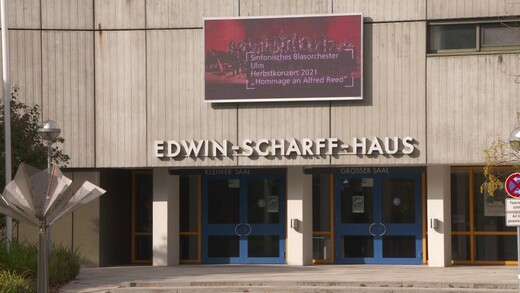 Sinfonisches Blasorchester
Ulm
Herbstkonzert 2021
„Hommage an Alfred Reed”
EDWIN-SCHARFF-HAUS
KLEINER SAAL
GROSSER SAAL